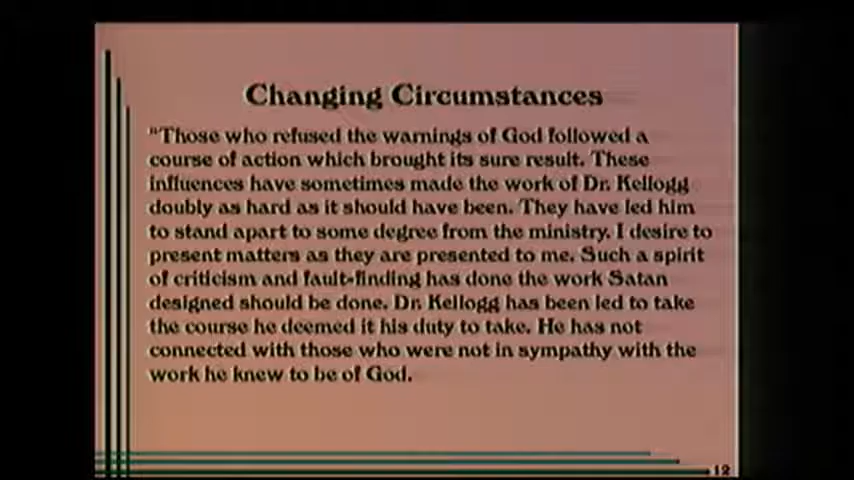 Changing Circumstances
"Those who refused the warnings of God followed a
course of action which brought its sure result. These
influences have sometimes made the work of Dr. Kellogg
doubly as hard as it should have been. They have led him
to stand apart to some degree from the ministry. I desire to
present matters as they are presented to me. Such a spirit
of criticism and fault-finding has done the work Satan
designed should be done. Dr. Kellogg has been led to take
the course he deemed it his duty to take. He has not
connected with those who were not in sympathy with the
work he knew to be of God.
12